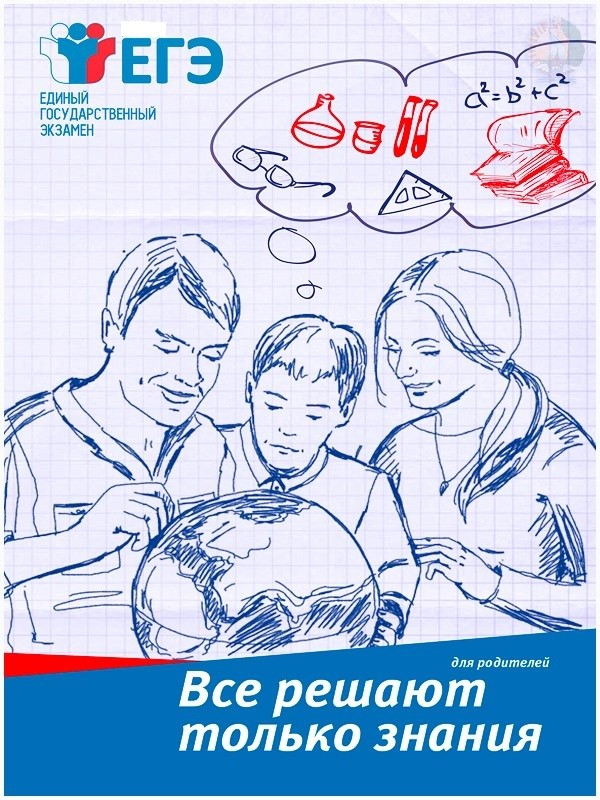 ЕГЭ
ЕДИНЫЙ
ГОСУДАРСТВЕННЫЙ
ЭКЗАМЕН
a²=b²+c²
для родителей
Все решают
только знания